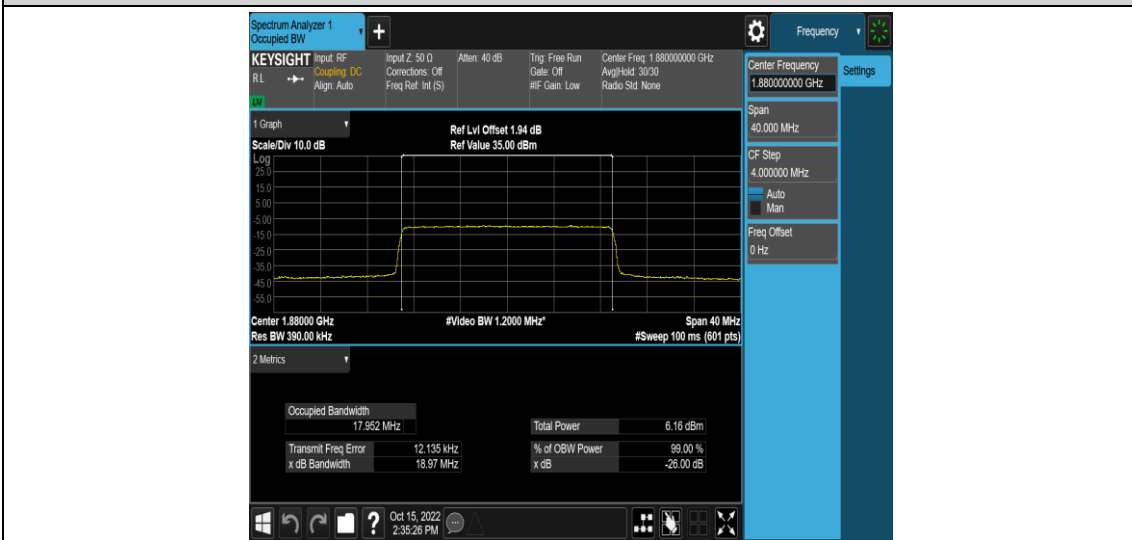 Spectrum Analyzer 1
Occupied BW
+
Frequency
KEYSIGHT
RL
LXI
Input: RF
Coupling: DC
Align: Auto
Input Z: 50 Ω
Corrections: Off
Freq Ref: Int (S)
Atten: 40 dB
Trig: Free Run
Gate: Off
#IF Gain: Low
Center Freq: 1.880000000 GHz
Avg|Hold: 30/30
Radio Std: None
Center Frequency
1.880000000 GHz
Settings
Span
40.000 MHz
CF Step
4.000000 MHz
Auto
Man
Freq Offset
0 Hz
1 Graph
Ref Lvl Offset 1.94 dB
Scale/Div 10.0 dB
Ref Value 35.00 dBm
Log
25.0
15.0
5.00
-5.00
-15.0
-25.0
-35.0
-45.0
-55.0
Center 1.88000 GHz
#Video BW 1.2000 MHz*
Span 40 MHz
Res BW 390.00 kHz
#Sweep 100 ms (601 pts)
2 Metrics
Occupied Bandwidth
17.952 MHz
Total Power 6.16 dBm
Transmit Freq Error 12.135 kHz
% of OBW Power 99.00 %
x dB Bandwidth 18.97 MHz
x dB -26.00 dB
?
Oct 15, 2022
2:35:26 PM